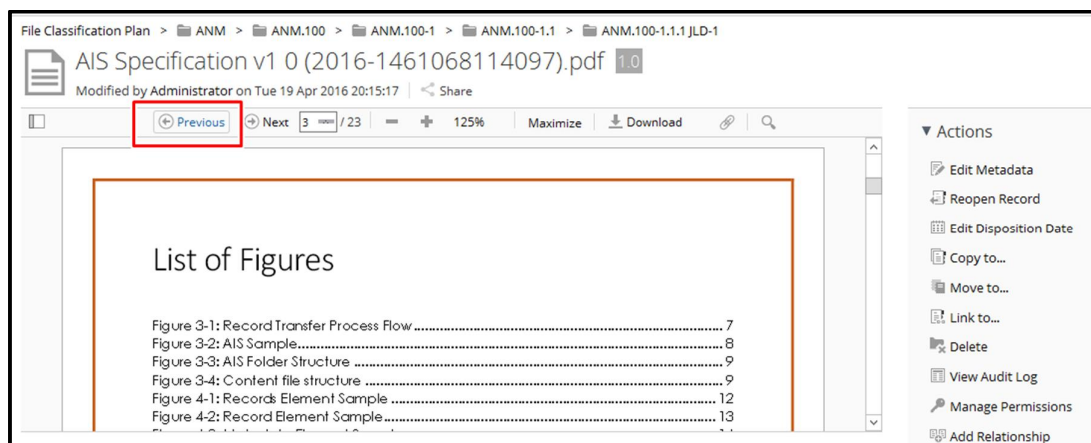 File Classification Plan > ANM > ANM.100 > ANM.100-1 > ANM.100-1.1 > ANM.100-1.1.1 JLD-1
AIS Specification v1 0 (2016-1461068114097).pdf 1.0
Modified by Administrator on Tue 19 Apr 2016 20:15:17 Share
Previous Next 3 / 23 125% Maximize Download
List of Figures
Figure 3-1: Record Transfer Process Flow 7
Figure 3-2: AIS Sample 8
Figure 3-3: AIS Folder Structure 9
Figure 3-4: Content file structure 9
Figure 4-1: Records Element Sample 12
Figure 4-2: Record Element Sample 13
Actions
Edit Metadata
Reopen Record
Edit Disposition Date
Copy to...
Move to...
Link to...
Delete
View Audit Log
Manage Permissions
Add Relationship